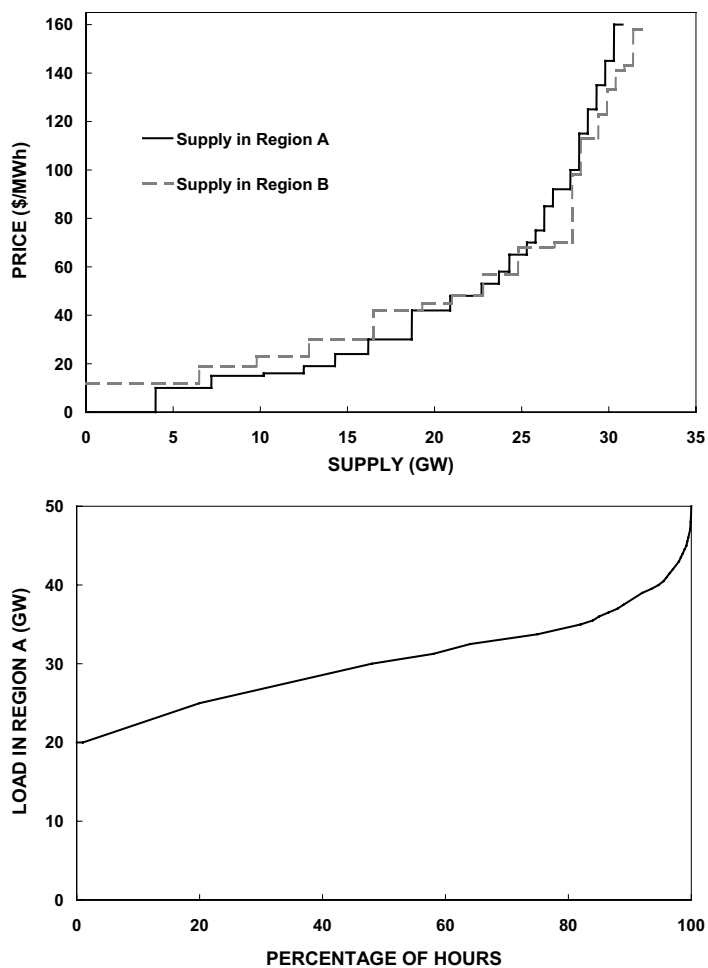 160
140
120
100
80
60
40
20
0
PRICE ($/MWh)
Supply in Region A
Supply in Region B
0 5 10 15 20 25 30 35
SUPPLY (GW)
50
40
30
20
10
0
LOAD IN REGION A (GW)
0 20 40 60 80 100
PERCENTAGE OF HOURS